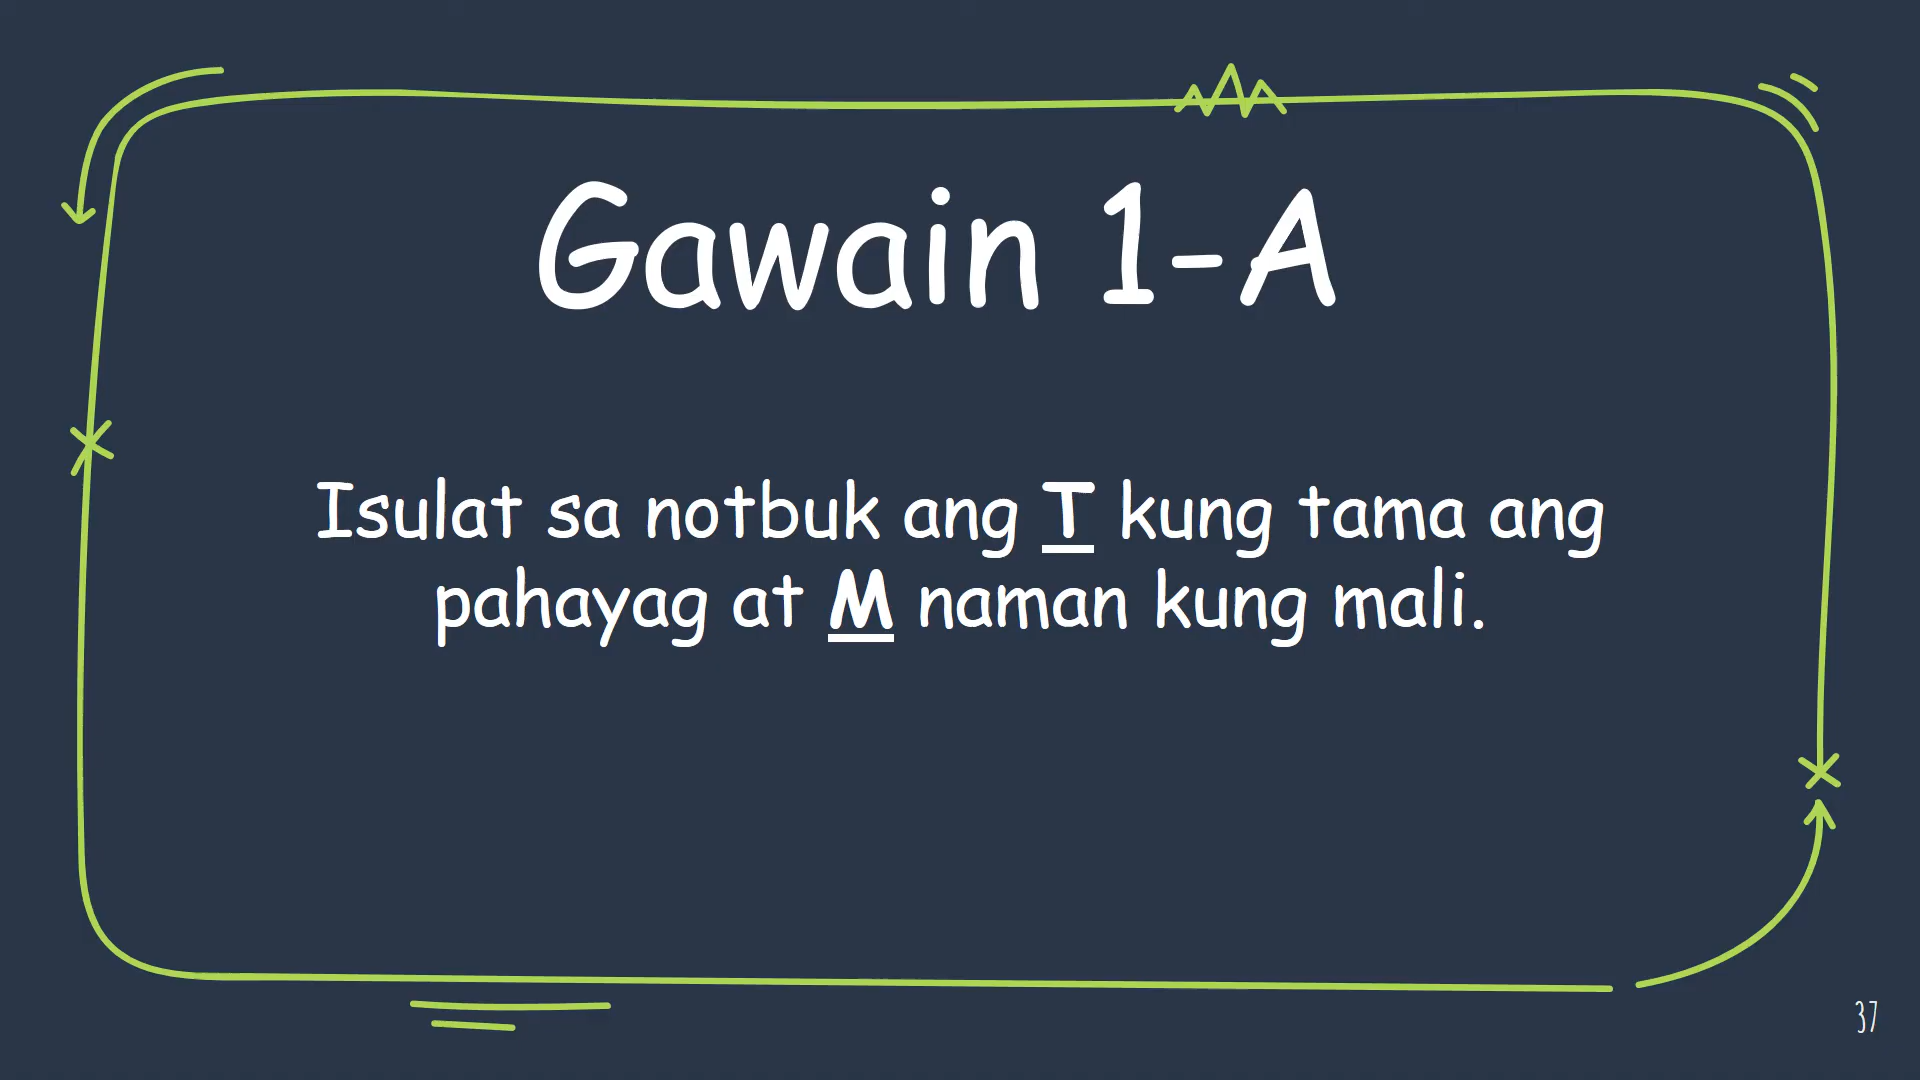 Gawain 1-A
Isulat sa notbuk ang T kung tama ang
pahayag at M naman kung mali.
37